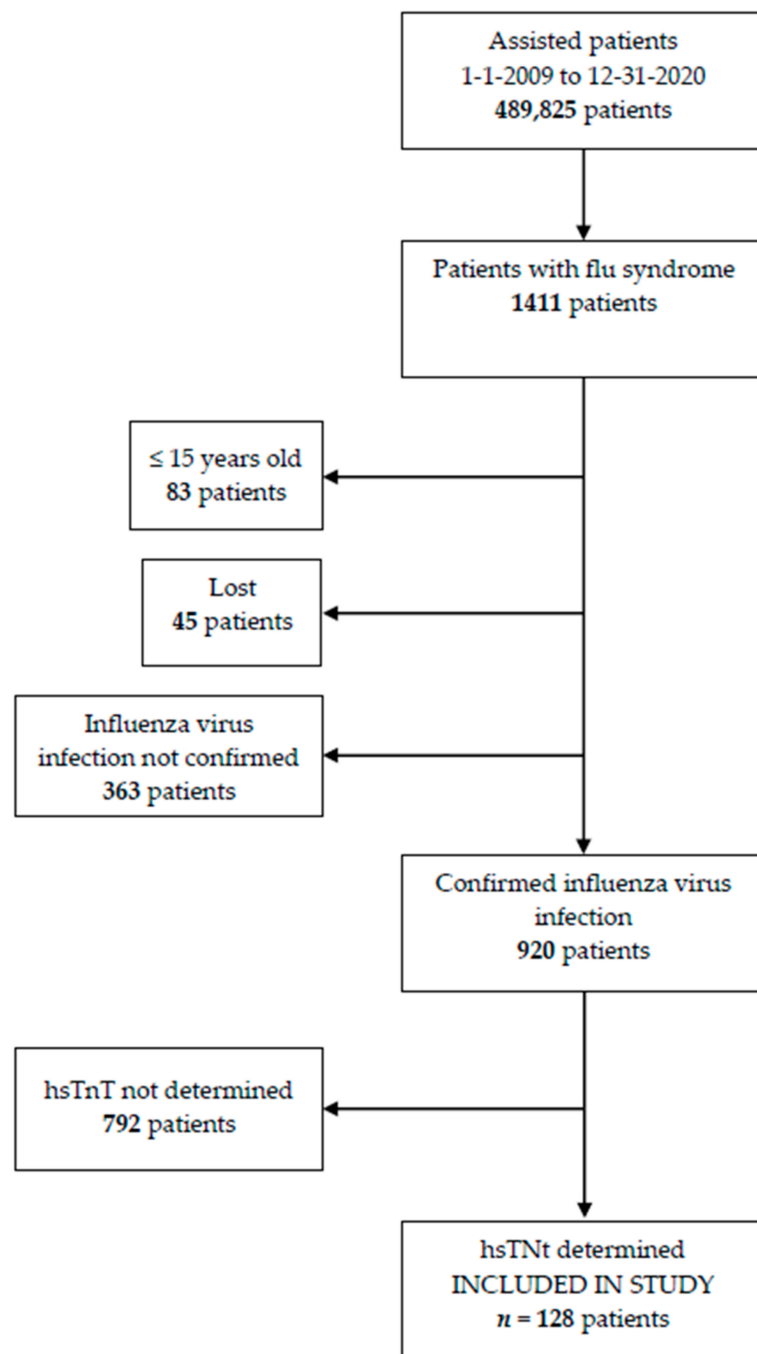 Assisted patients
1-1-2009 to 12-31-2020
489,825 patients
Patients with flu syndrome
1411 patients
≤ 15 years old
83 patients
Lost
45 patients
Influenza virus
infection not confirmed
363 patients
Confirmed influenza virus
infection
920 patients
hsTnT not determined
792 patients
hsTNt determined
INCLUDED IN STUDY
n = 128 patients